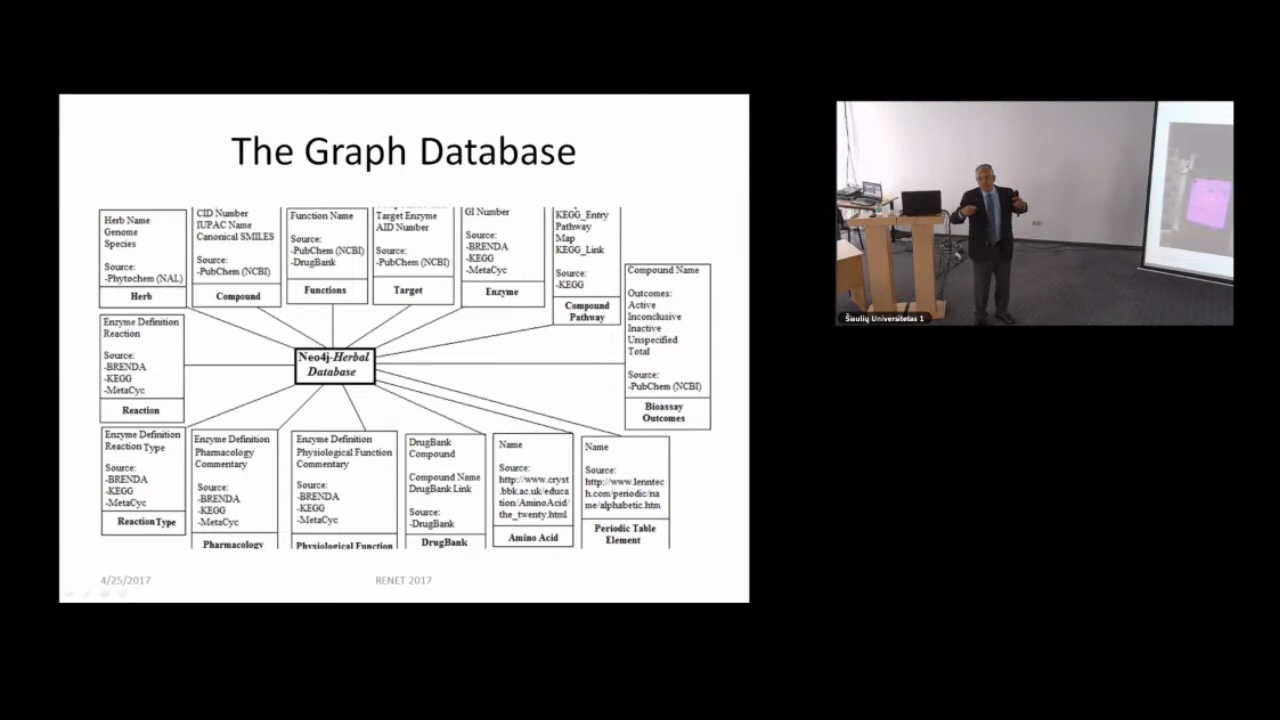 The Graph Database
Herb Name
Genome
Species
Source:
-Phytochem (NAL)
Herb
CID Number
IUPAC Name
Canonical SMILES
Source:
-PubChem (NCBI)
Compound
Function Name
Source:
-PubChem (NCBI)
-DrugBank
Functions
Target Enzyme
AID Number
Source:
-PubChem (NCBI)
Target
GI Number
Source:
-BRENDA
-KEGG
-MetaCyc
Enzyme
KEGG_Entry
Pathway
Map
KEGG_Link
Source:
-KEGG
Compound
Pathway
Compound Name
Outcomes:
Active
Inconclusive
Inactive
Unspecified
Total
Source:
-PubChem (NCBI)
Bioassay
Outcomes
Enzyme Definition
Reaction
Source:
-BRENDA
-KEGG
-MetaCyc
Reaction
Neo4j-Herbal
Database
Enzyme Definition
Reaction Type
Source:
-BRENDA
-KEGG
-MetaCyc
Reaction Type
Enzyme Definition
Pharmacology
Commentary
Source:
-BRENDA
-KEGG
-MetaCyc
Pharmacology
Enzyme Definition
Physiological Function
Commentary
Source:
-BRENDA
-KEGG
-MetaCyc
Physiological Function
DrugBank
Compound
Compound Name
DrugBank Link
Source:
-DrugBank
DrugBank
Name
Source:
http://www.cryst
.bbk.ac.uk/educa
tion/AminoAcid/
the_twenty.html
Amino Acid
Name
Source:
http://www.lenntec
h.com/periodic/na
me/alphabetic.htm
Periodic Table
Element
4/25/2017
RENET 2017
Šiaulių Universitetas 1